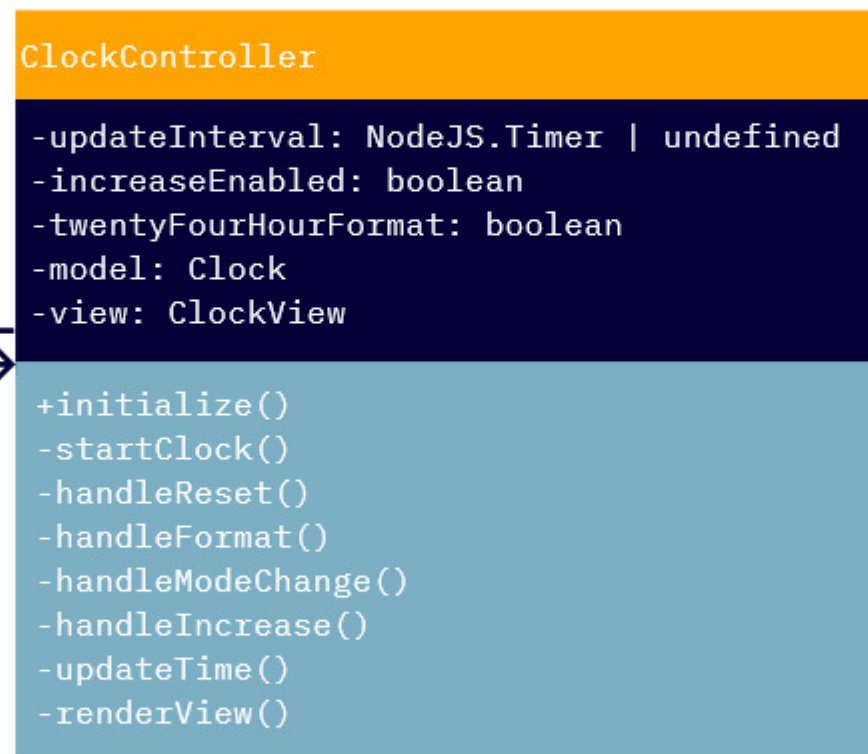 ClockController
-updateInterval: NodeJS.Timer | undefined
-increaseEnabled: boolean
-twentyFourHourFormat: boolean
-model: Clock
-view: ClockView
+initialize()
-startClock()
-handleReset()
-handleFormat()
-handleModeChange()
-handleIncrease()
-updateTime()
-renderView()